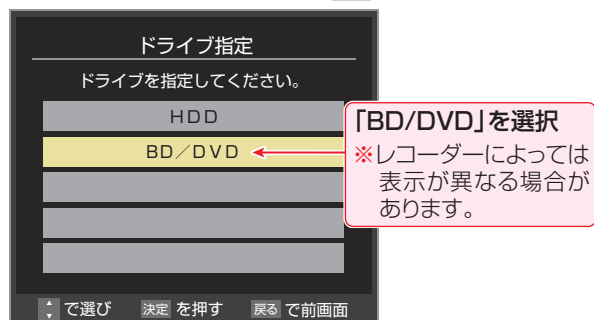 ドライブ指定
ドライブを指定してください。
HDD
BD／DVD
「BD/DVD」を選択
※レコーダーによっては
表示が異なる場合が
あります。
で選び 決定 を押す 戻る で前画面